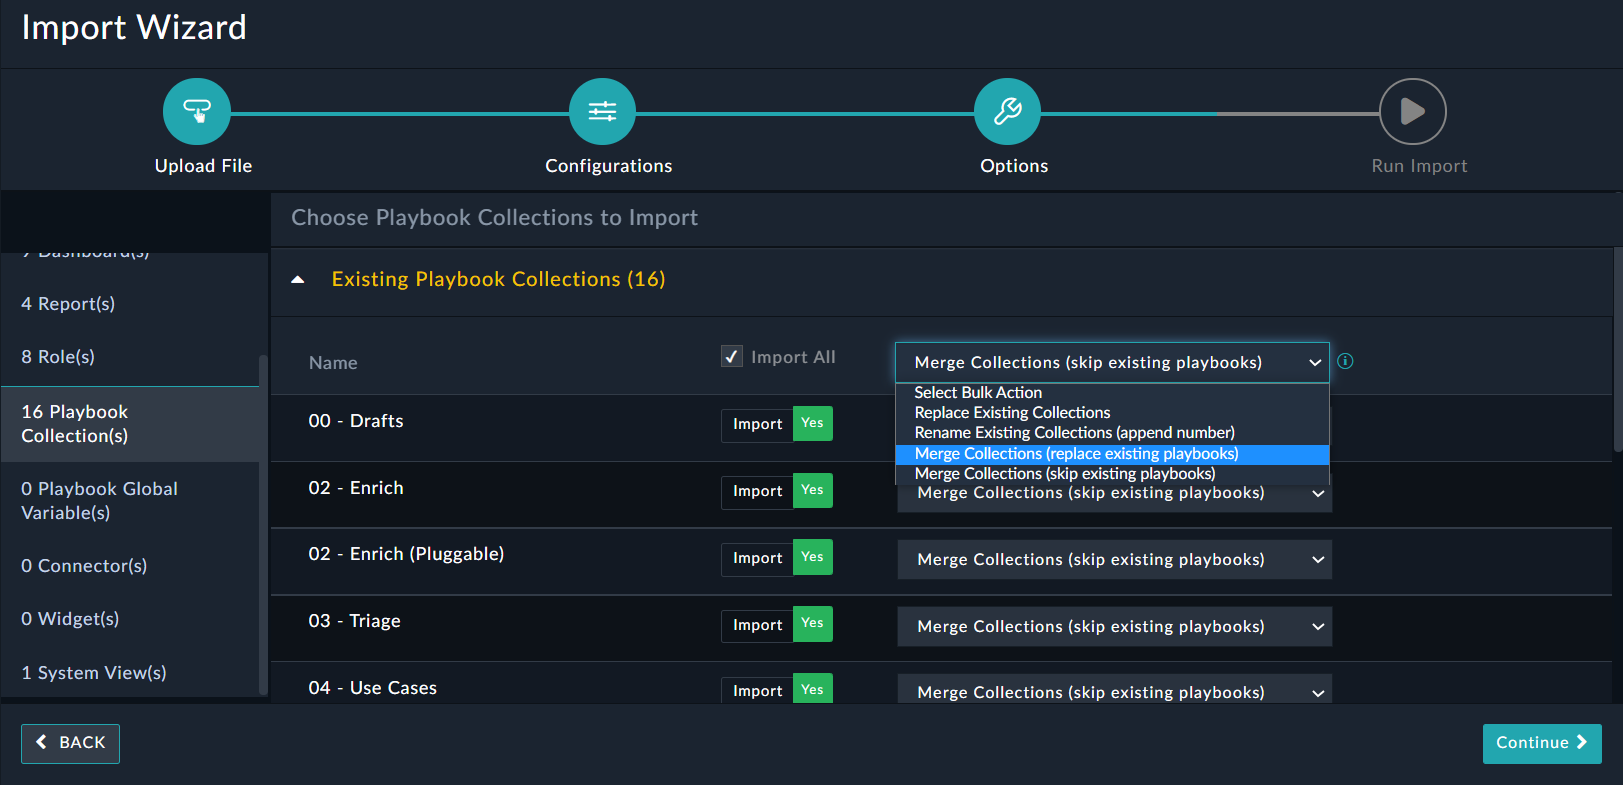 Import Wizard
Upload File
Configurations
Options
Run Import
Choose Playbook Collections to Import
Dashboard(s)
4 Report(s)
8 Role(s)
16 Playbook
Collection(s)
0 Playbook Global
Variable(s)
0 Connector(s)
0 Widget(s)
1 System View(s)
Existing Playbook Collections (16)
Name
Import All
Merge Collections (skip existing playbooks)
Select Bulk Action
Replace Existing Collections
Rename Existing Collections (append number)
Merge Collections (replace existing playbooks)
Merge Collections (skip existing playbooks)
00 - Drafts
Import Yes
02 - Enrich
Import Yes
Merge Collections (skip existing playbooks)
02 - Enrich (Pluggable)
Import Yes
Merge Collections (skip existing playbooks)
03 - Triage
Import Yes
Merge Collections (skip existing playbooks)
04 - Use Cases
Import Yes
Merge Collections (skip existing playbooks)
BACK
Continue